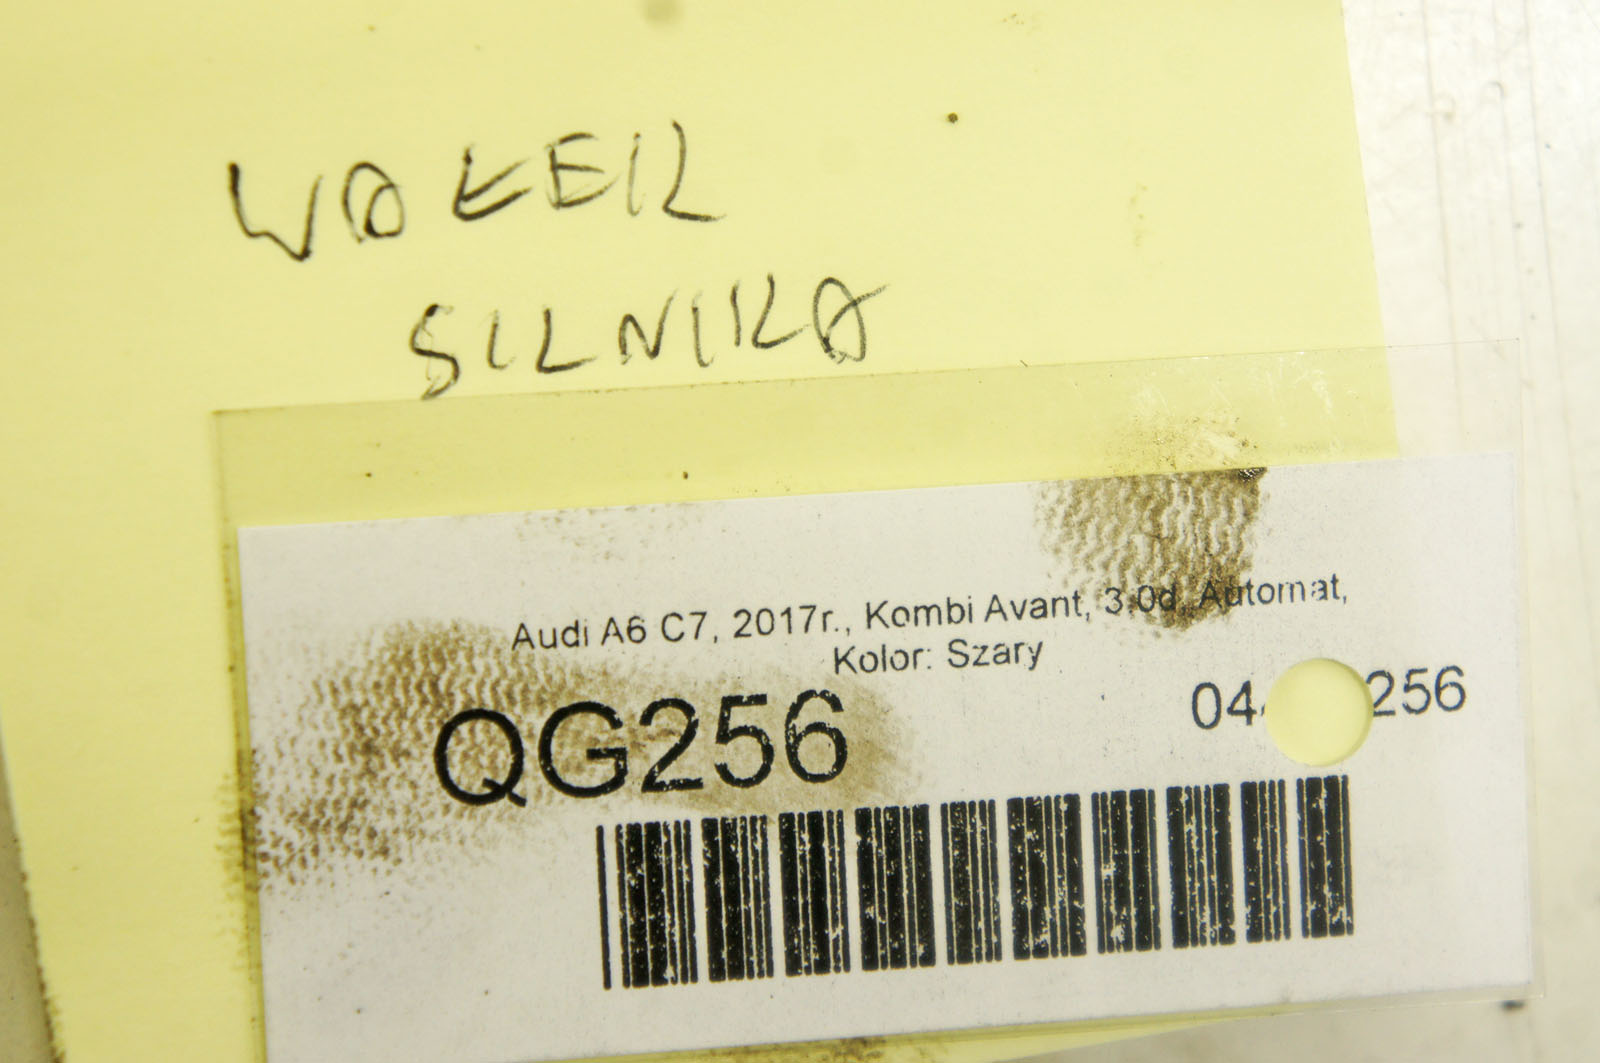 WAŁEK
SILNIKA
Audi A6 C7, 2017r., Kombi Avant, 3.0d, Automat,
Kolor: Szary
QG256 04 256